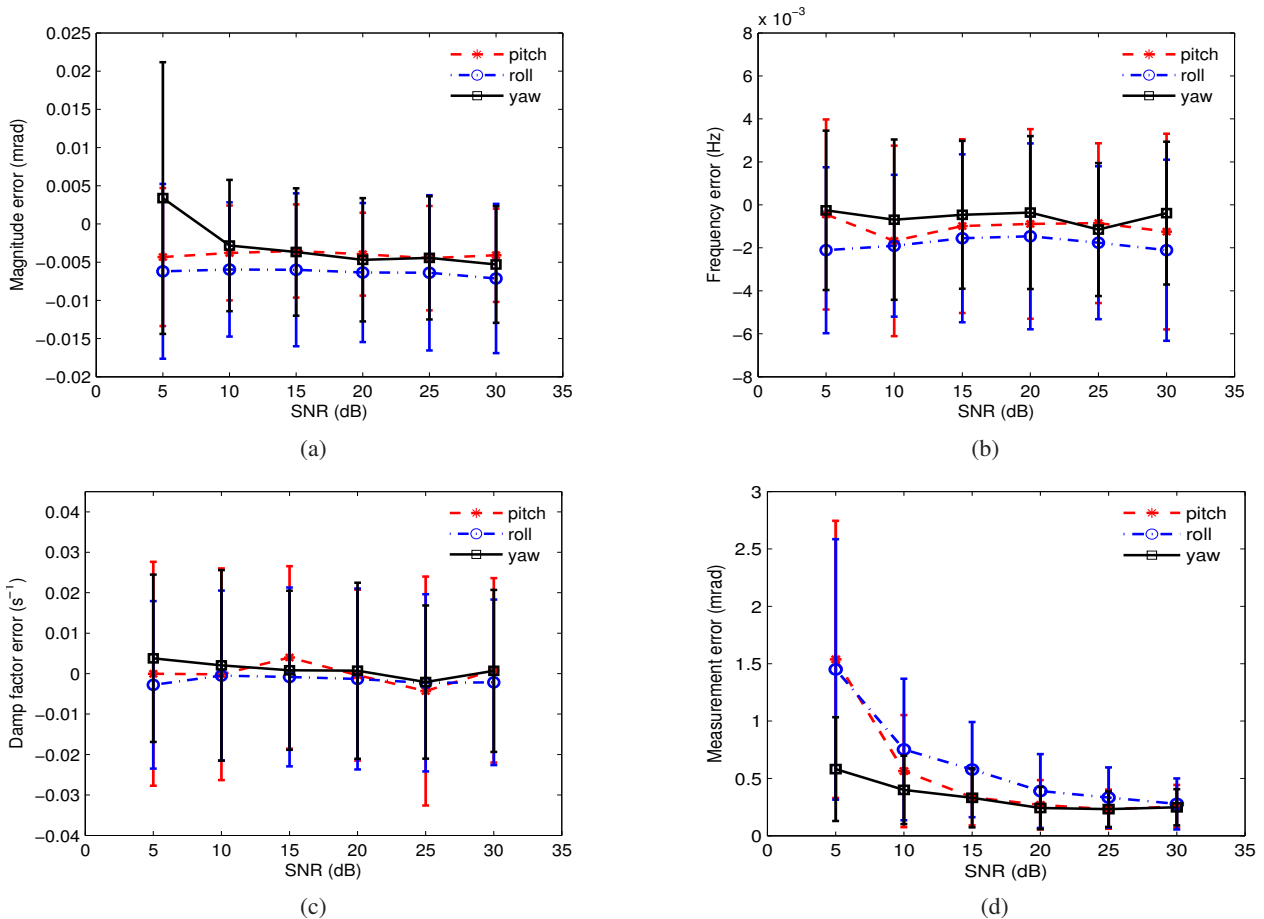 0.025
0.02
0.015
0.01
0.005
0
−0.005
−0.01
−0.015
−0.02
Magnitude error (mrad)
pitch
roll
yaw
0 5 10 15 20 25 30 35
SNR (dB)
(a)
x 10−3
8
6
4
2
0
−2
−4
−6
−8
Frequency error (Hz)
pitch
roll
yaw
0 5 10 15 20 25 30 35
SNR (dB)
(b)
0.04
0.03
0.02
0.01
0
−0.01
−0.02
−0.03
−0.04
Damp factor error (s−1)
pitch
roll
yaw
0 5 10 15 20 25 30 35
SNR (dB)
(c)
3
2.5
2
1.5
1
0.5
0
Measurement error (mrad)
pitch
roll
yaw
0 5 10 15 20 25 30 35
SNR (dB)
(d)